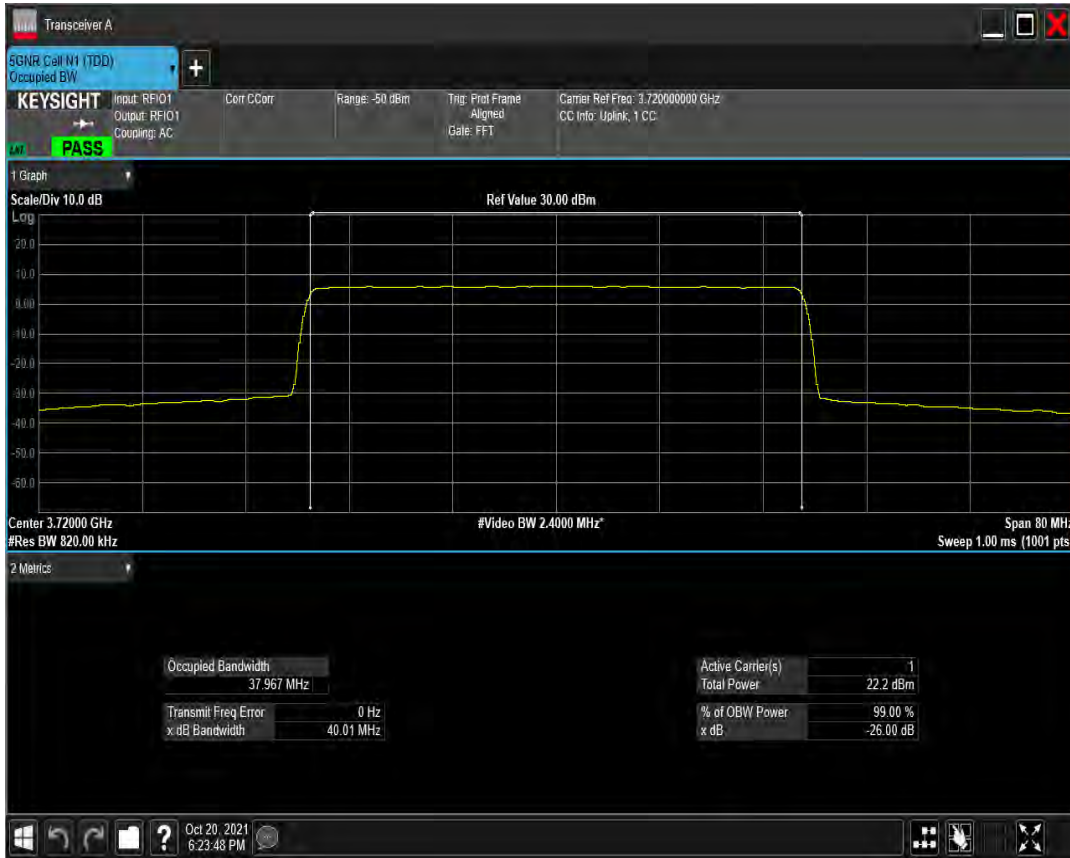 Transceiver A
5GNR Cell N1 (TDD)
Occupied BW
+
KEYSIGHT
Input: RFIO1
Output: RFIO1
Coupling: AC
Corr CCorr
Range: -50 dBm
Trig: Prot Frame
Aligned
Gate: FFT
Carrier Ref Freq: 3.720000000 GHz
CC Info: Uplink, 1 CC
PASS
1 Graph
Scale/Div 10.0 dB
Ref Value 30.00 dBm
Log
20.0
10.0
0.00
-10.0
-20.0
-30.0
-40.0
-50.0
-60.0
Center 3.72000 GHz
#Video BW 2.4000 MHz*
Span 80 MHz
#Res BW 820.00 kHz
Sweep 1.00 ms (1001 pts
2 Metrics
Occupied Bandwidth
37.967 MHz
Transmit Freq Error 0 Hz
x dB Bandwidth 40.01 MHz
Active Carrier(s) 1
Total Power 22.2 dBm
% of OBW Power 99.00 %
x dB -26.00 dB
?
Oct 20, 2021
6:23:48 PM